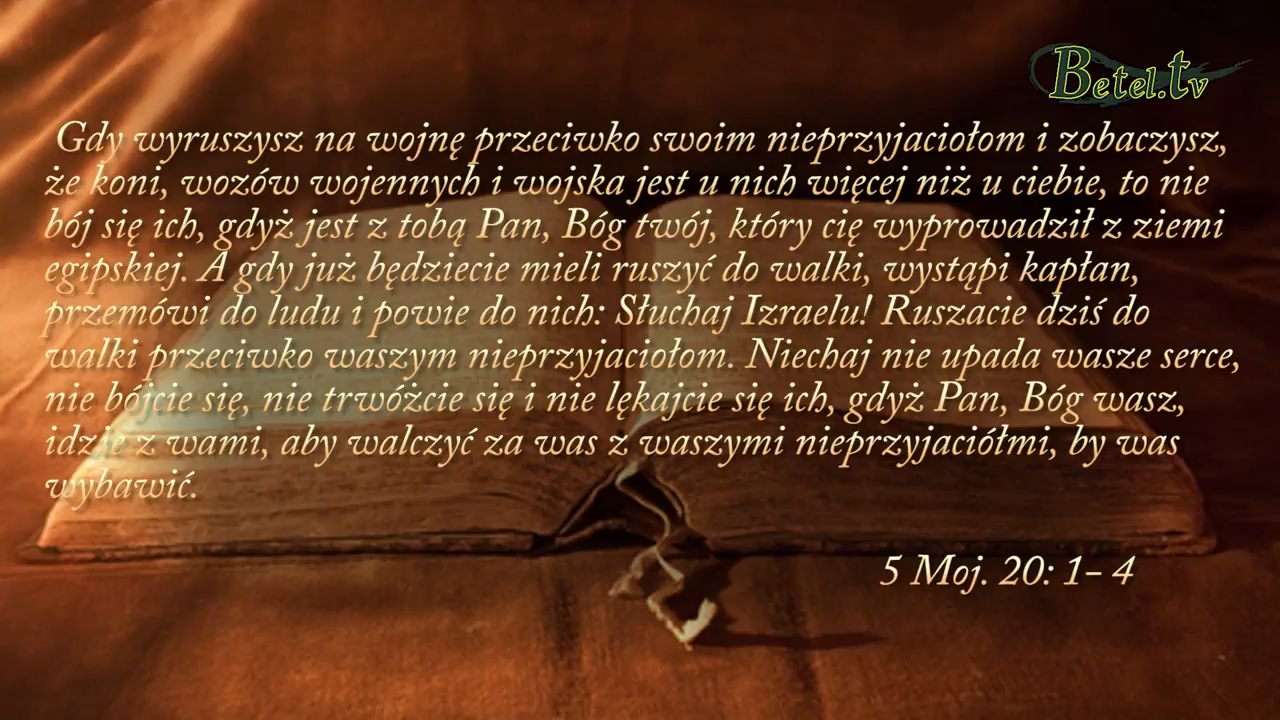 Betel.tv
Gdy wyruszysz na wojnę przeciwko swoim nieprzyjaciołom i zobaczysz,
że koni, wozów wojennych i wojska jest u nich więcej niż u ciebie, to nie
bój się ich, gdyż jest z tobą Pan, Bóg twój, który cię wyprowadził z ziemi
egipskiej. A gdy już będziecie mieli ruszyć do walki, wystąpi kapłan,
przemówi do ludu i powie do nich: Słuchaj Izraelu! Ruszacie dziś do
walki przeciwko waszym nieprzyjaciołom. Niechaj nie upada wasze serce,
nie bójcie się, nie trwóżcie się i nie lękajcie się ich, gdyż Pan, Bóg wasz,
idzie z wami, aby walczyć za was z waszymi nieprzyjaciółmi, by was
wybawić.
5 Moj. 20: 1- 4